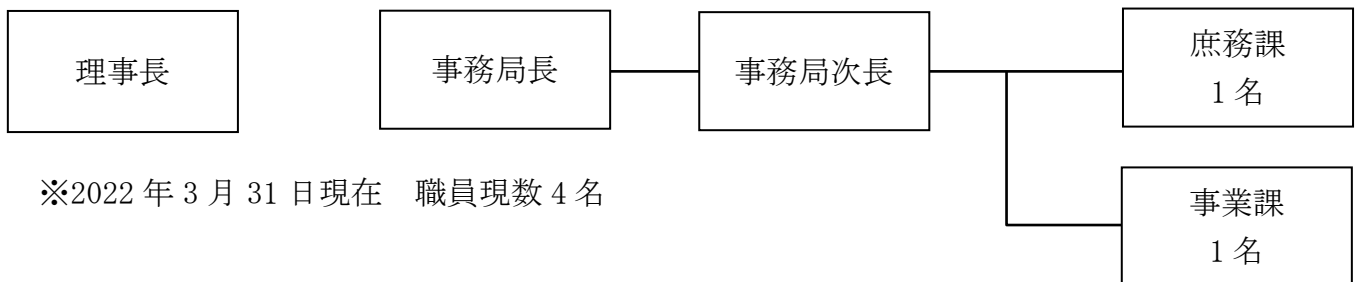 理事長
事務局長
事務局次長
庶務課
1名
※2022年3月31日現在　職員現数4名
事業課
1名